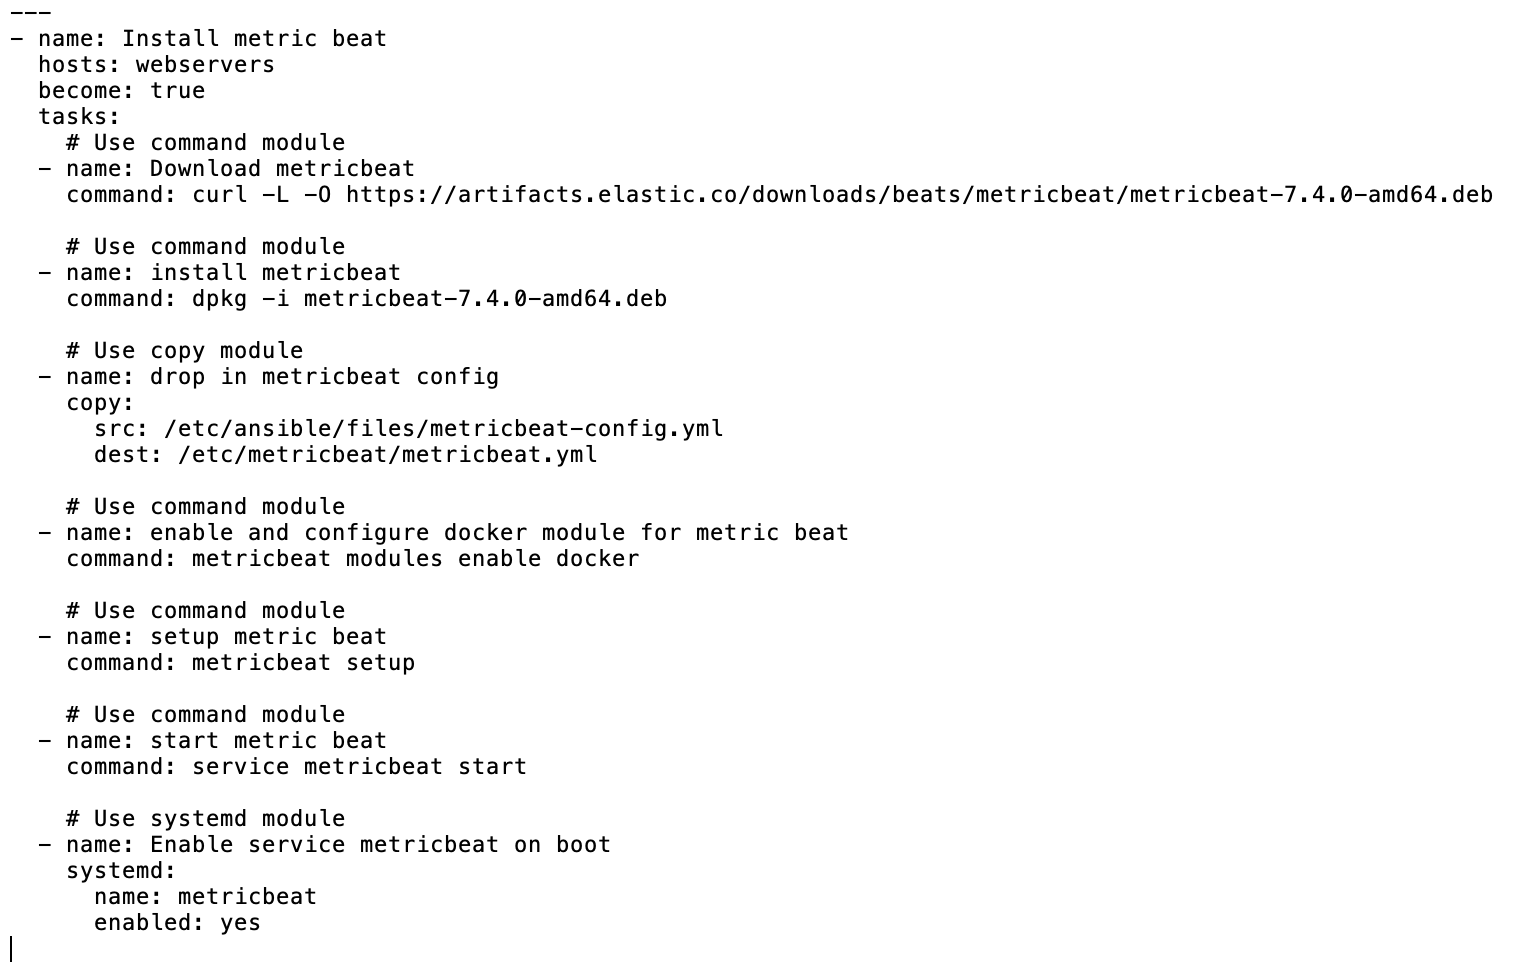 ---
- name: Install metric beat
  hosts: webservers
  become: true
  tasks:
    # Use command module
  - name: Download metricbeat
    command: curl -L -O https://artifacts.elastic.co/downloads/beats/metricbeat/metricbeat-7.4.0-amd64.deb

    # Use command module
  - name: install metricbeat
    command: dpkg -i metricbeat-7.4.0-amd64.deb

    # Use copy module
  - name: drop in metricbeat config
    copy:
      src: /etc/ansible/files/metricbeat-config.yml
      dest: /etc/metricbeat/metricbeat.yml

    # Use command module
  - name: enable and configure docker module for metric beat
    command: metricbeat modules enable docker

    # Use command module
  - name: setup metric beat
    command: metricbeat setup

    # Use command module
  - name: start metric beat
    command: service metricbeat start

    # Use systemd module
  - name: Enable service metricbeat on boot
    systemd:
      name: metricbeat
      enabled: yes